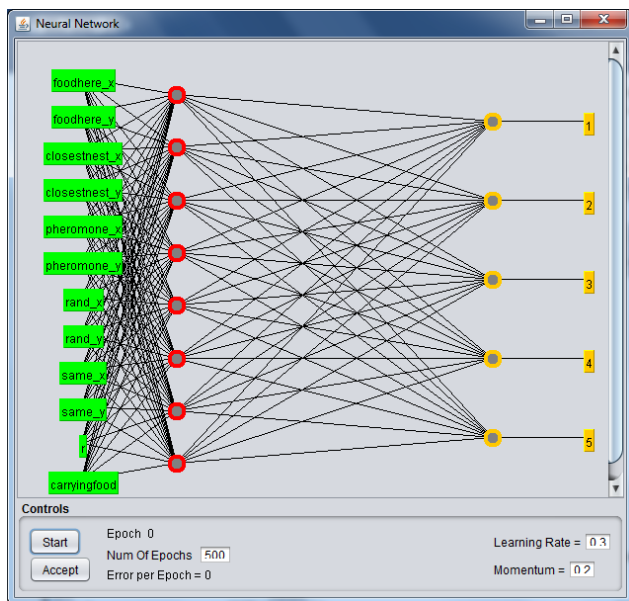 Neural Network
foodhere_x
foodhere_y
closestnest_x
closestnest_y
pheromone_x
pheromone_y
rand_x
rand_y
same_x
same_y
r
carryingfood
1
2
3
4
5
Controls
Start
Accept
Epoch 0
Num Of Epochs 500
Error per Epoch = 0
Learning Rate = 0.3
Momentum = 0.2